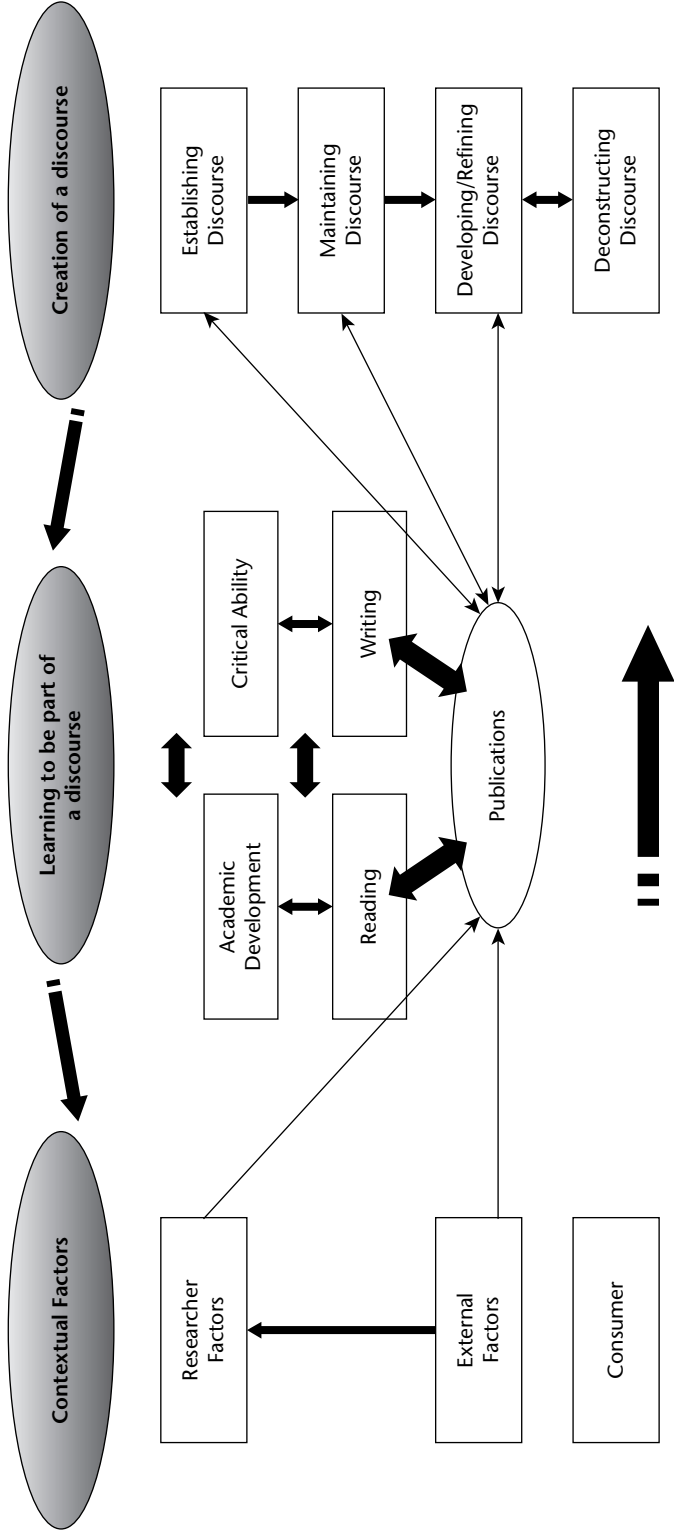 Contextual Factors
Learning to be part of
a discourse
Creation of a discourse
Researcher
Factors
External
Factors
Consumer
Academic
Development
Critical Ability
Reading
Writing
Publications
Establishing
Discourse
Maintaining
Discourse
Developing/Refining
Discourse
Deconstructing
Discourse